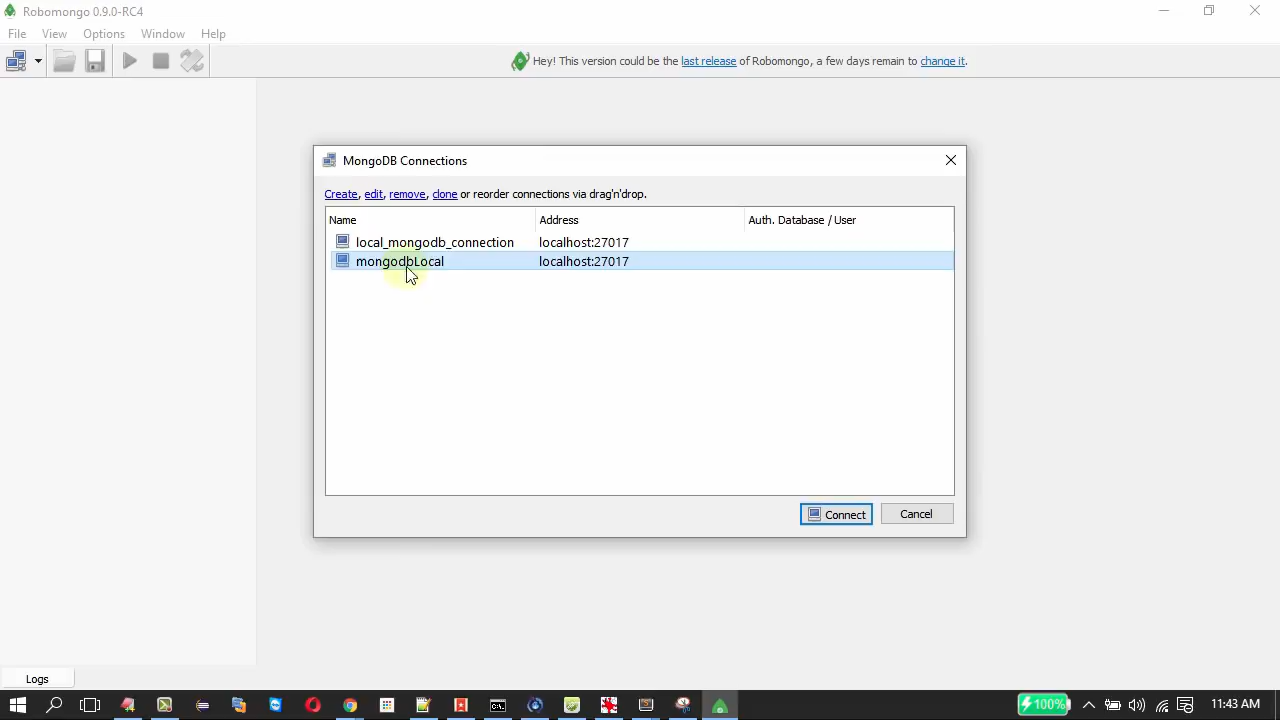 Robomongo 0.9.0-RC4
File View Options Window Help
Hey! This version could be the last release of Robomongo, a few days remain to change it.
MongoDB Connections
Create, edit, remove, clone or reorder connections via drag'n'drop.
Name Address Auth. Database / User
local_mongodb_connection localhost:27017
mongodbLocal localhost:27017
Connect Cancel
Logs
100% 11:43 AM